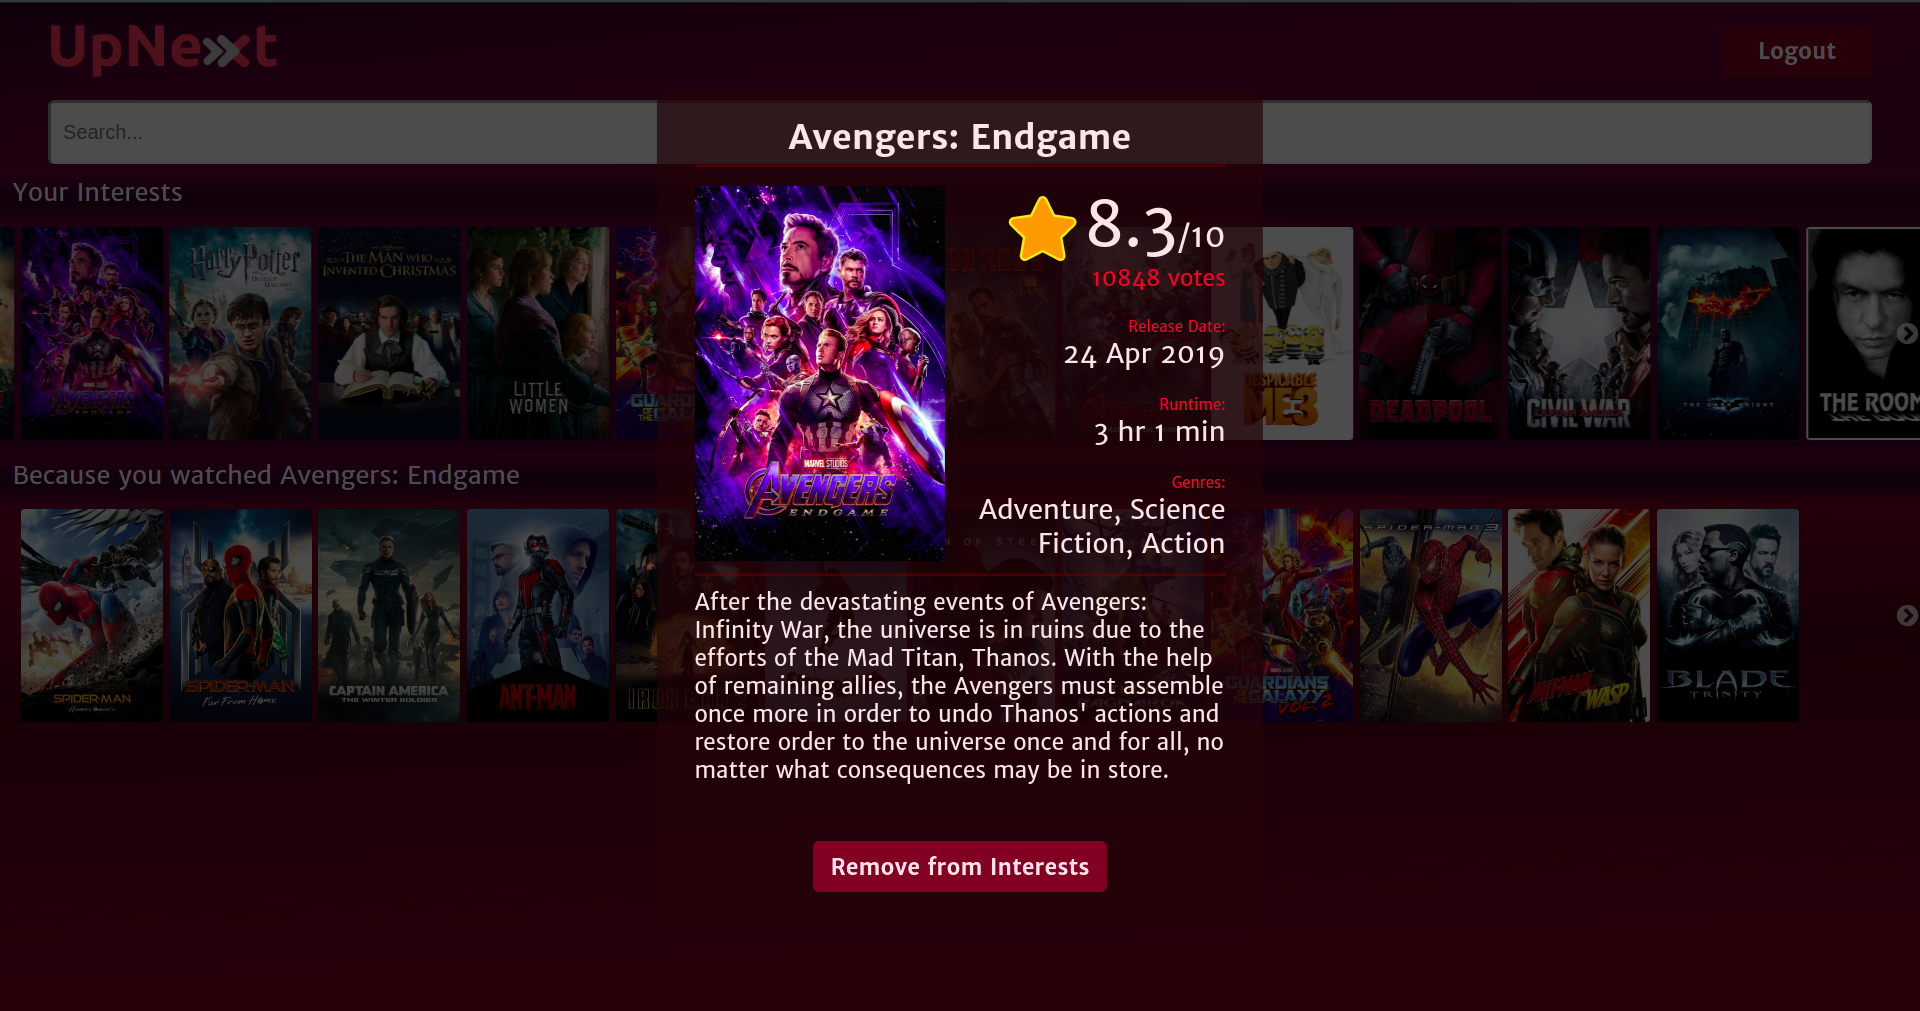 UpNext
Logout
Search...
Avengers: Endgame
Your Interests
8.3/10
10848 votes
Release Date:
24 Apr 2019
Runtime:
3 hr 1 min
Genres:
Adventure, Science
Fiction, Action
MARVEL STUDIOS
AVENGERS
ENDGAME
Harry Potter
THE MAN WHO
INVENTED CHRISTMAS
LITTLE
WOMEN
DESPICABLE
ME3
DEADPOOL
CAPTAIN AMERICA
CIVIL WAR
THE DARK KNIGHT
THE ROOM
Because you watched Avengers: Endgame
SPIDER-MAN
Homecoming
SPIDER-MAN
Far From Home
CAPTAIN AMERICA
THE WINTER SOLDIER
ANT-MAN
GUARDIANS
OF THE GALAXY
VOL. 2
SPIDER-MAN 3
ANT-MAN
WASP
BLADE
TRINITY
After the devastating events of Avengers:
Infinity War, the universe is in ruins due to the
efforts of the Mad Titan, Thanos. With the help
of remaining allies, the Avengers must assemble
once more in order to undo Thanos' actions and
restore order to the universe once and for all, no
matter what consequences may be in store.
Remove from Interests